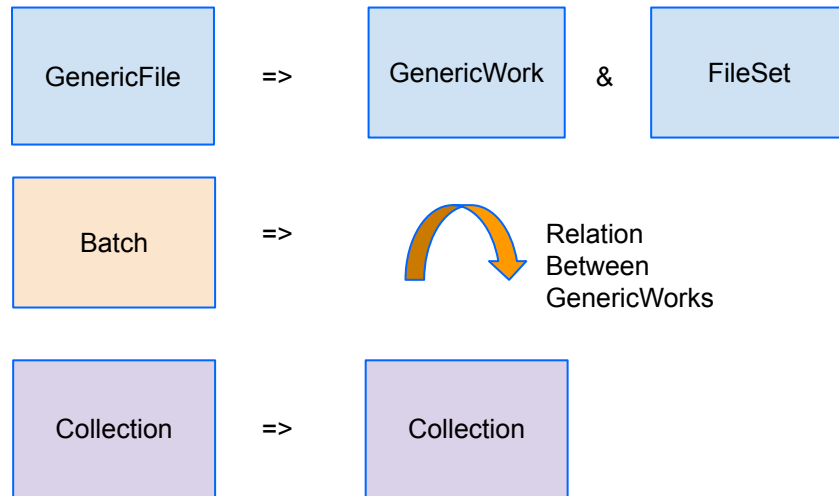 GenericFile => GenericWork & FileSet
Batch => Relation
Between
GenericWorks
Collection => Collection